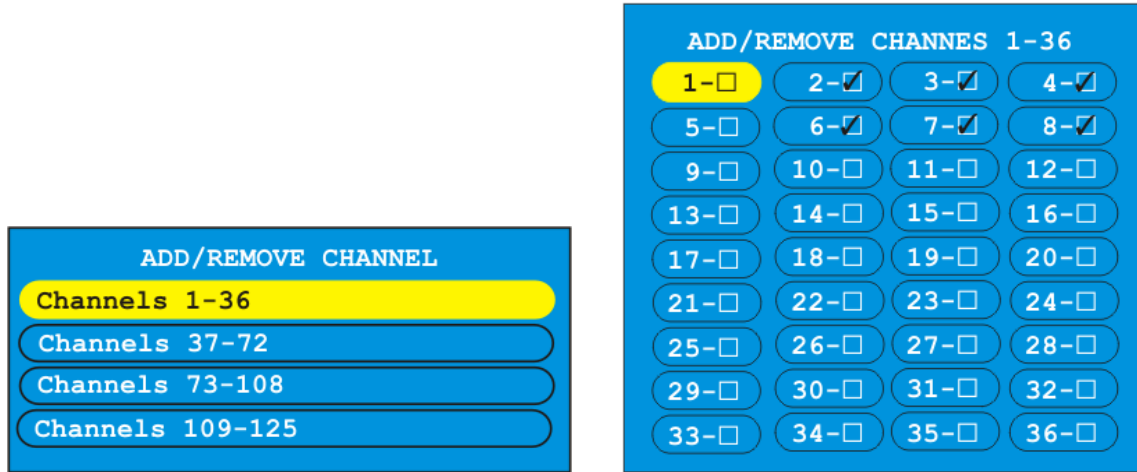 ADD/REMOVE CHANNEL
Channels 1-36
Channels 37-72
Channels 73-108
Channels 109-125
ADD/REMOVE CHANNES 1-36
1-☐ 2-☑ 3-☑ 4-☑
5-☐ 6-☑ 7-☑ 8-☑
9-☐ 10-☐ 11-☐ 12-☐
13-☐ 14-☐ 15-☐ 16-☐
17-☐ 18-☐ 19-☐ 20-☐
21-☐ 22-☐ 23-☐ 24-☐
25-☐ 26-☐ 27-☐ 28-☐
29-☐ 30-☐ 31-☐ 32-☐
33-☐ 34-☐ 35-☐ 36-☐